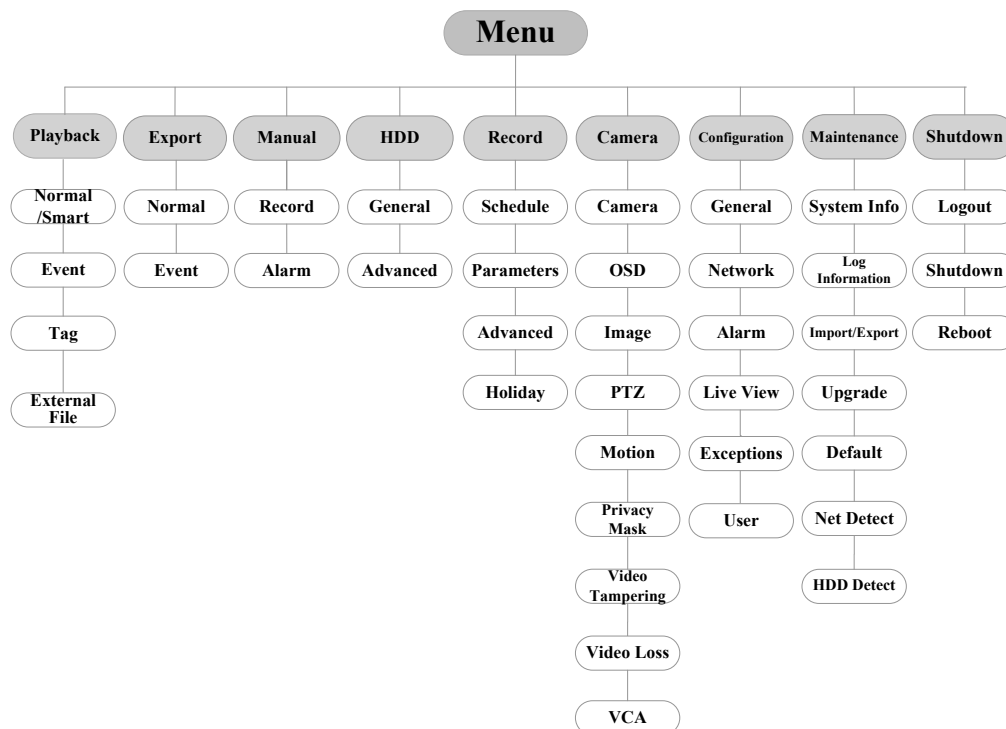 Menu
Playback
Export
Manual
HDD
Record
Camera
Configuration
Maintenance
Shutdown
Normal
/Smart
Normal
Record
General
Schedule
Camera
General
System Info
Logout
Event
Event
Alarm
Advanced
Parameters
OSD
Network
Log
Information
Shutdown
Tag
Advanced
Image
Alarm
Import/Export
Reboot
External
File
Holiday
PTZ
Live View
Upgrade
Motion
Exceptions
Default
Privacy
Mask
User
Net Detect
Video
Tampering
HDD Detect
Video Loss
VCA